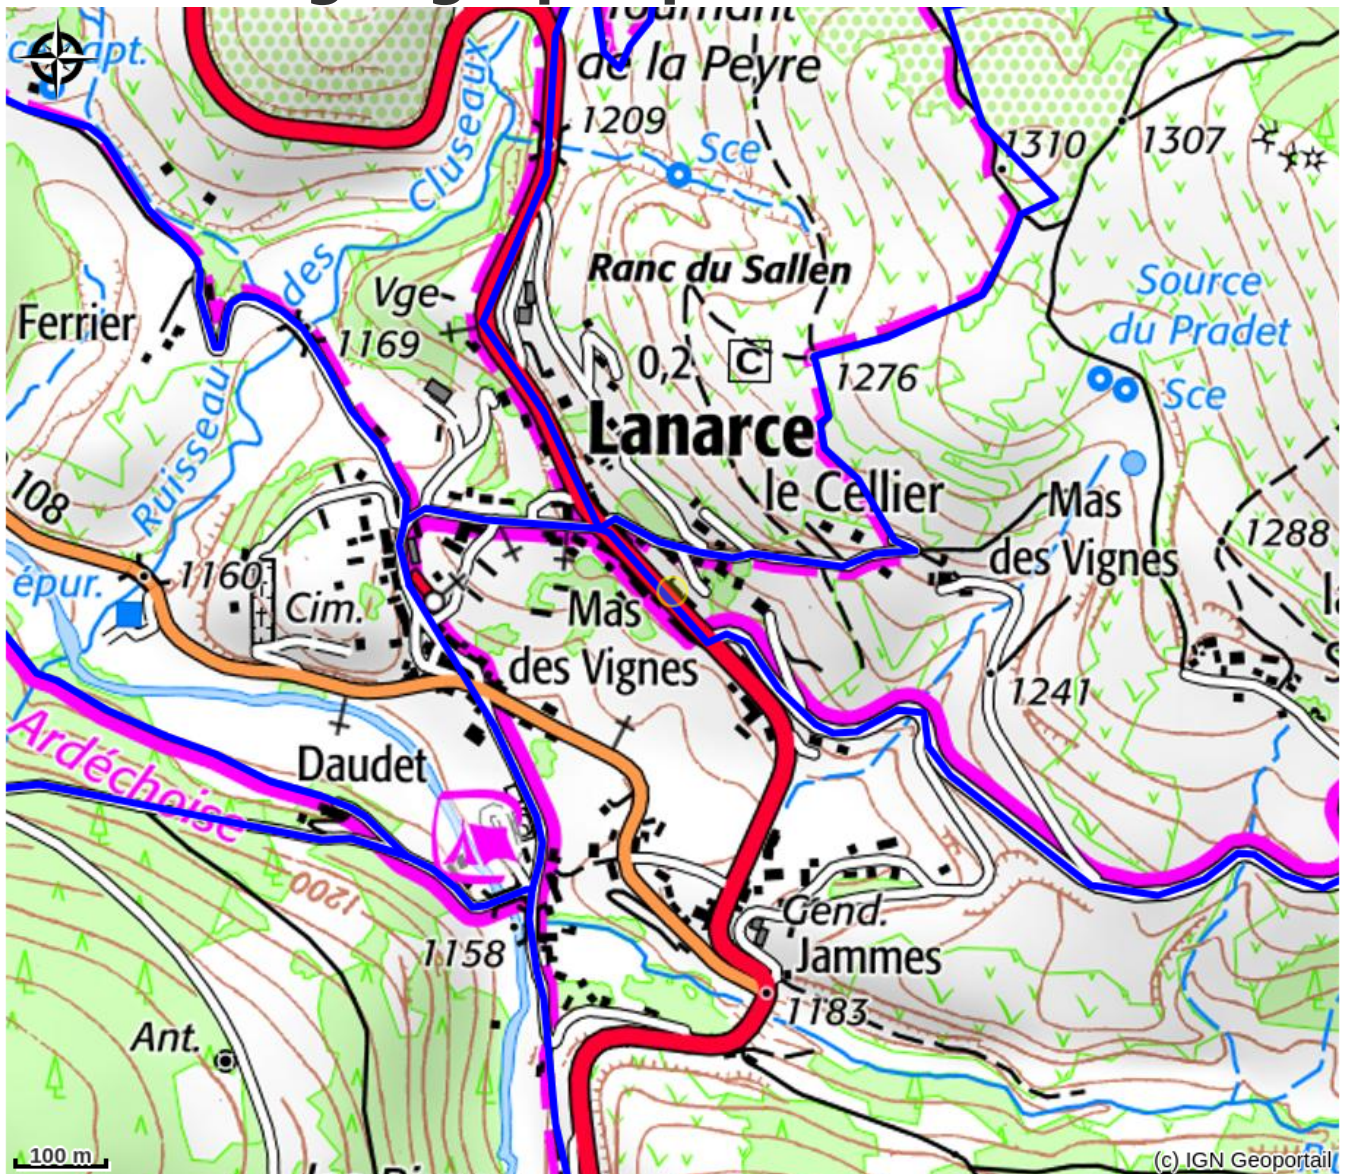 de la Peyre
Cluseaux
1209
Sce
1310
1307
des
Vge-
Ranc du Sallen
Source
du Pradet
Ferrier
1169
0,2
C
1276
Sce
Ruisseau
Lanarce
108
le Cellier
Mas
des Vignes
1288
épur.
1160
Cim.
Mas
des Vignes
1241
Ardéchoise
Daudet
1200
Gend.
1158
Jammes
1183
Ant.
100 m
(c) IGN Geoportail